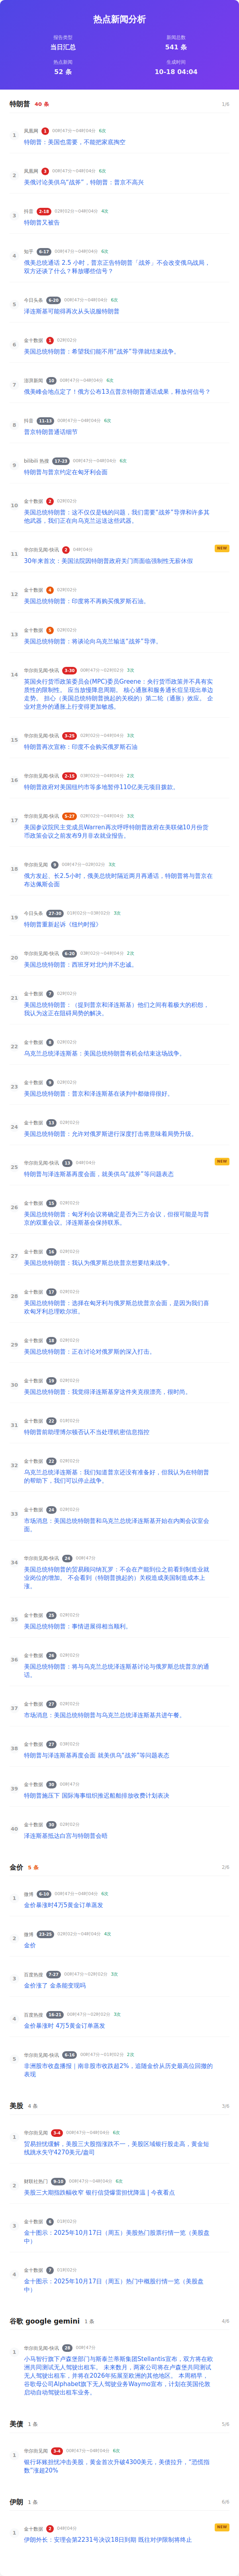 热点新闻分析
报告类型
当日汇总
新闻总数
541 条
热点新闻
52 条
生成时间
10-18 04:04
特朗普 40 条 1/6
1 凤凰网 1 00时47分~04时04分 6次
特朗普：美国也需要，不能把家底掏空
2 凤凰网 2 00时47分~04时04分 6次
美俄讨论美供乌“战斧”，特朗普：普京不高兴
3 抖音 2-18 02时02分~04时04分 4次
特朗普又被告
4 知乎 6-17 00时47分~04时04分 6次
俄美总统通话 2.5 小时，普京正告特朗普「战斧」不会改变俄乌战局，
双方还谈了什么？释放哪些信号？
5 今日头条 6-20 00时47分~04时04分 6次
泽连斯基可能得再次从头说服特朗普
6 金十数据 1 02时02分
美国总统特朗普：希望我们能不用“战斧”导弹就结束战争。
7 澎湃新闻 10 00时47分~04时04分 6次
俄美峰会地点定了！俄方公布13点普京特朗普通话成果，释放何信号？
8 抖音 11-13 00时47分~04时04分 6次
普京特朗普通话细节
9 bilibili 热搜 17-23 00时47分~04时04分 6次
特朗普与普京约定在匈牙利会面
10 金十数据 3 02时02分
美国总统特朗普：这不仅仅是钱的问题，我们需要“战斧”导弹和许多其
他武器，我们正在向乌克兰运送这些武器。
11 华尔街见闻-快讯 2 04时04分 NEW
30年来首次：美国法院因特朗普政府关门而面临强制性无薪休假
12 金十数据 4 02时02分
美国总统特朗普：印度将不再购买俄罗斯石油。
13 金十数据 5 02时02分
美国总统特朗普：将谈论向乌克兰输送“战斧”导弹。
14 华尔街见闻-快讯 3-30 00时47分~02时02分 3次
英国央行货币政策委员会(MPC)委员Greene：央行货币政策并不具有实
质性的限制性。 应当放慢降息周期。 核心通胀和服务通长但呈现出单边
走势。 担心（美国总统特朗普挑起的关税的）第二轮（通胀）效应。 企
业对意外的通胀上行变得更加敏感。
15 华尔街见闻-快讯 3-25 02时02分~04时04分 3次
特朗普再次宣称：印度不会购买俄罗斯石油
16 华尔街见闻-快讯 2-15 03时02分~04时04分 2次
特朗普政府对美国纽约市等多地暂停110亿美元项目拨款。
17 华尔街见闻-快讯 5-27 02时02分~04时04分 3次
美国参议院民主党成员Warren再次呼呼特朗普政府在美联储10月份货
币政策会议之前发布9月非农就业报告。
18 华尔街见闻 9 00时47分~02时02分 3次
俄方发起、长2.5小时，俄美总统时隔近两月再通话，特朗普将与普京在
布达佩斯会面
19 今日头条 27-30 01时02分~03时02分 3次
特朗普重新起诉《纽约时报》
20 华尔街见闻-快讯 6-20 03时02分~04时04分 2次
美国总统特朗普：西班牙对北约并不忠诚。
21 金十数据 7 02时02分
美国总统特朗普：（提到普京和泽连斯基）他们之间有着极大的积怨，
我认为这正在阻碍局势的解决。
22 金十数据 8 02时02分
乌克兰总统泽连斯基：美国总统特朗普有机会结束这场战争。
23 金十数据 9 02时02分
美国总统特朗普：普京和泽连斯基在谈判中都做得很好。
24 金十数据 13 02时02分
美国总统特朗普：允许对俄罗斯进行深度打击将意味着局势升级。
25 华尔街见闻-快讯 13 04时04分 NEW
特朗普与泽连斯基再度会面，就美供乌“战斧”等问题表态
26 金十数据 15 02时02分
美国总统特朗普：匈牙利会议将确定是否为三方会议，但很可能是与普京
的双重会议。泽连斯基会保持联系。
27 金十数据 16 02时02分
美国总统特朗普：我认为俄罗斯总统普京想要结束战争。
28 金十数据 17 02时02分
美国总统特朗普：选择在匈牙利与俄罗斯总统普京会面，是因为我们喜
欢匈牙利总理欧尔班。
29 金十数据 18 02时02分
美国总统特朗普：正在讨论对俄罗斯的深入打击。
30 金十数据 19 02时02分
美国总统特朗普：我觉得泽连斯基穿这件夹克很漂亮，很时尚。
31 金十数据 22 01时02分
特朗普前助理博尔顿否认不当处理机密信息指控
32 金十数据 22 02时02分
乌克兰总统泽连斯基：我们知道普京还没有准备好，但我认为在特朗普
的帮助下，我们可以停止战争。
33 金十数据 24 02时02分
市场消息：美国总统特朗普和乌克兰总统泽连斯基开始在内阁会议室会
面。
34 华尔街见闻-快讯 24 00时47分
美国总统特朗普的贸易顾问纳瓦罗：不会在产能到位之前看到制造业就
业岗位的增加。 不会看到（特朗普挑起的）关税造成美国制造成本上
涨。
35 金十数据 25 02时02分
美国总统特朗普：事情进展得相当顺利。
36 金十数据 26 02时02分
美国总统特朗普：将与乌克兰总统泽连斯基讨论与俄罗斯总统普京的通
话。
37 金十数据 27 02时02分
市场消息：美国总统特朗普与乌克兰总统泽连斯基共进午餐。
38 金十数据 27 03时02分
特朗普与泽连斯基再度会面 就美供乌“战斧”等问题表态
39 金十数据 30 00时47分
特朗普施压下 国际海事组织推迟船舶排放收费计划表决
40 金十数据 30 02时02分
泽连斯基抵达白宫与特朗普会晤
金价 5 条 2/6
1 微博 6-10 00时47分~04时04分 6次
金价暴涨时4万5黄金订单蒸发
2 微博 23-25 02时02分~04时04分 4次
金价
3 百度热搜 7-27 00时47分~02时02分 3次
金价涨了 金条能变现吗
4 百度热搜 16-21 00时47分~02时02分 3次
金价暴涨时 4万5黄金订单蒸发
5 华尔街见闻-快讯 6-16 00时47分~01时02分 2次
非洲股市收盘播报｜南非股市收跌超2%，追随金价从历史最高位回撤的
表现
美股 4 条 3/6
1 华尔街见闻 3-4 00时47分~04时04分 6次
贸易担忧缓解，美股三大股指涨跌不一，美股区域银行股走高，黄金短
线跳水失守4270美元/盎司
2 财联社热门 9-10 00时47分~04时04分 6次
美股三大期指跌幅收窄 银行信贷爆雷担忧降温 | 今夜看点
3 金十数据 6 01时02分
金十图示：2025年10月17日（周五）美股热门股票行情一览（美股盘
中）
4 金十数据 7 01时02分
金十图示：2025年10月17日（周五）热门中概股行情一览（美股盘
中）
谷歌 google gemini 1 条 4/6
1 华尔街见闻-快讯 26 00时47分
小马智行旗下卢森堡部门与斯泰兰蒂斯集团Stellantis宣布，双方将在欧
洲共同测试无人驾驶出租车。 未来数月，两家公司将在卢森堡共同测试
无人驾驶出租车，并将在2026年拓展至欧洲的其他地区。 本周稍早，
谷歌母公司Alphabet旗下无人驾驶业务Waymo宣布，计划在英国伦敦
启动自动驾驶出租车业务。
美债 1 条 5/6
1 华尔街见闻 3-4 00时47分~04时04分 6次
银行坏账担忧冲击美股，黄金首次升破4300美元，美债拉升，“恐慌指
数”涨超20%
伊朗 1 条 6/6
1 金十数据 2 04时04分 NEW
伊朗外长：安理会第2231号决议18日到期 既往对伊限制将终止